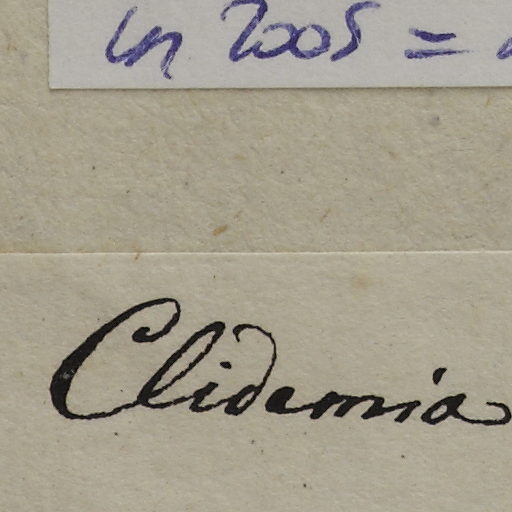 in 2005 =
Clidemia